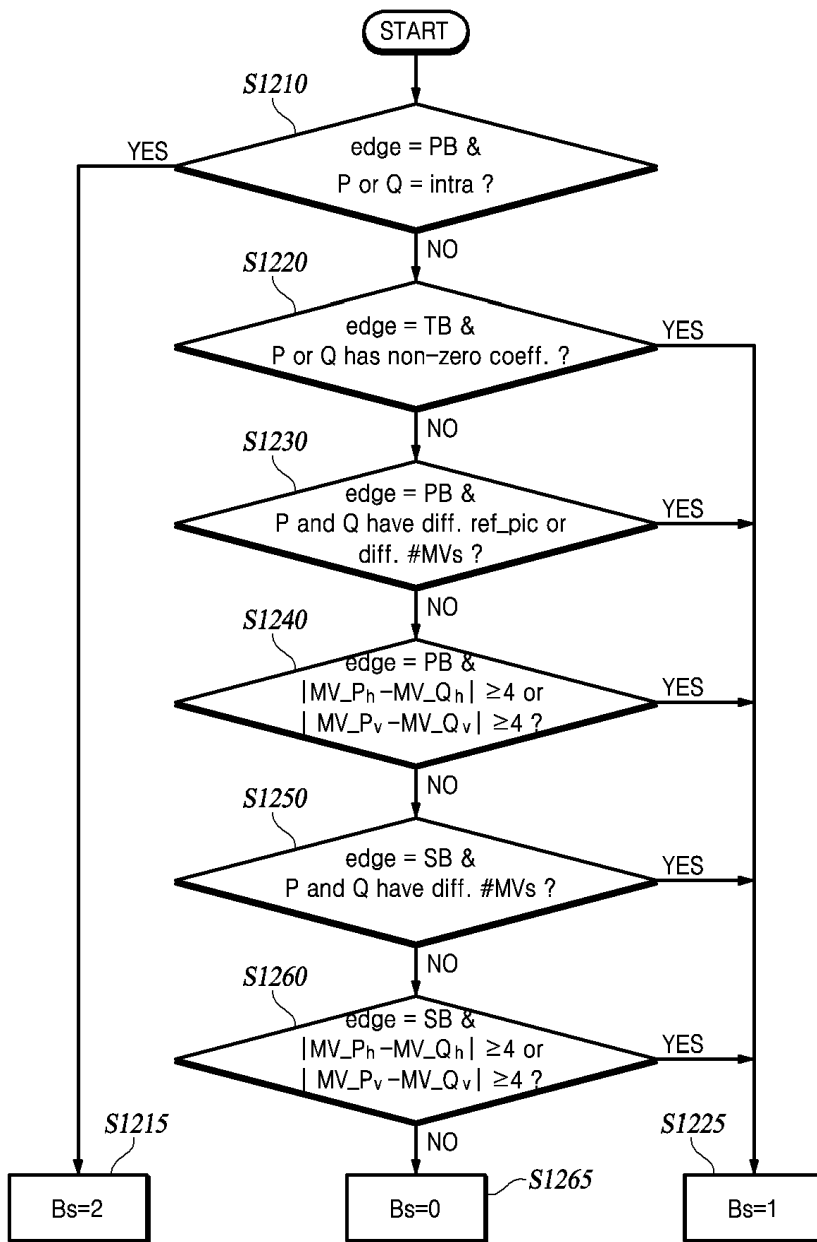 START
S1210
YES
edge = PB &
P or Q = intra ?
NO
S1220
edge = TB &
P or Q has non-zero coeff. ?
YES
NO
S1230
edge = PB &
P and Q have diff. ref_pic or
diff. #MVs ?
YES
NO
S1240
edge = PB &
|MV_Ph-MV_Qh| ≥4 or
|MV_Pv-MV_Qv| ≥4 ?
YES
NO
S1250
edge = SB &
P and Q have diff. #MVs ?
YES
NO
S1260
edge = SB &
|MV_Ph-MV_Qh| ≥4 or
|MV_Pv-MV_Qv| ≥4 ?
YES
NO
S1215
Bs=2
S1265
Bs=0
S1225
Bs=1